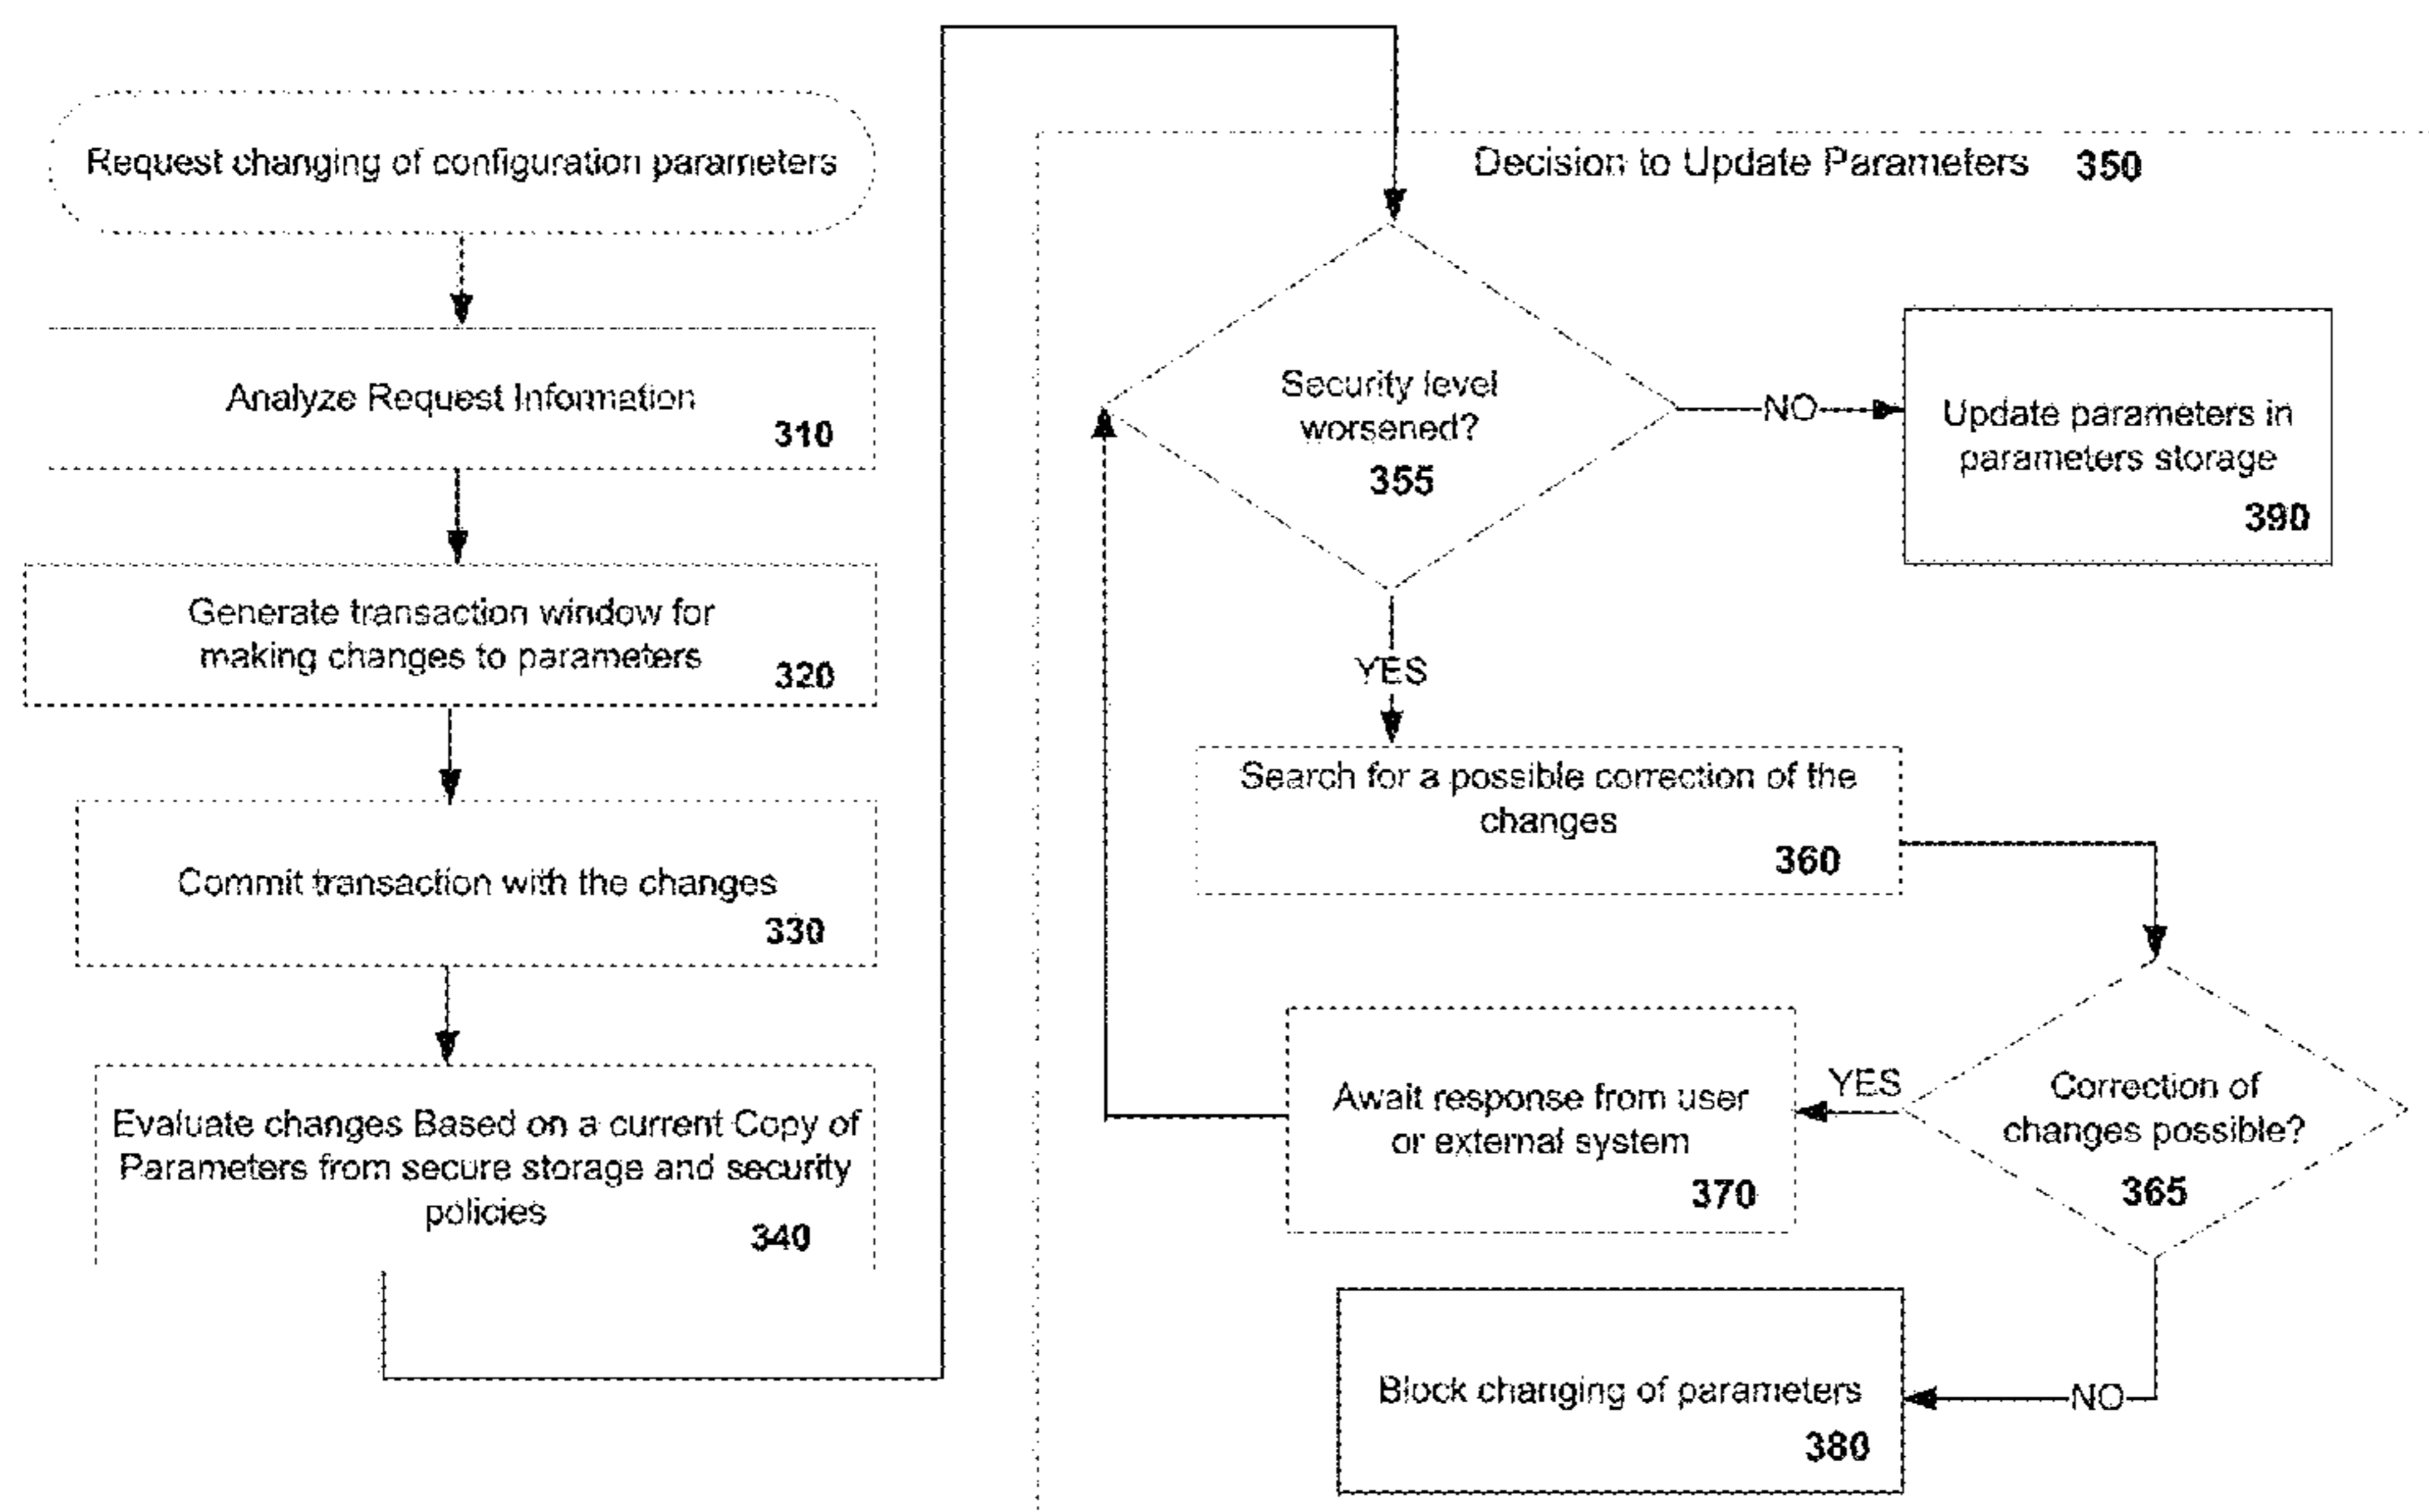 Request changing of configuration parameters
Analyze Request Information
310
Generate transaction window for
making changes to parameters
320
Commit transaction with the changes
330
Evaluate changes Based on a current Copy of
Parameters from secure storage and security
policies
340
Decision to Update Parameters 350
Security level
worsened?
355
NO
Update parameters in
parameters storage
390
YES
Search for a possible correction of the
changes
360
Correction of
changes possible?
365
YES
Await response from user
or external system
370
NO
Block changing of parameters
380